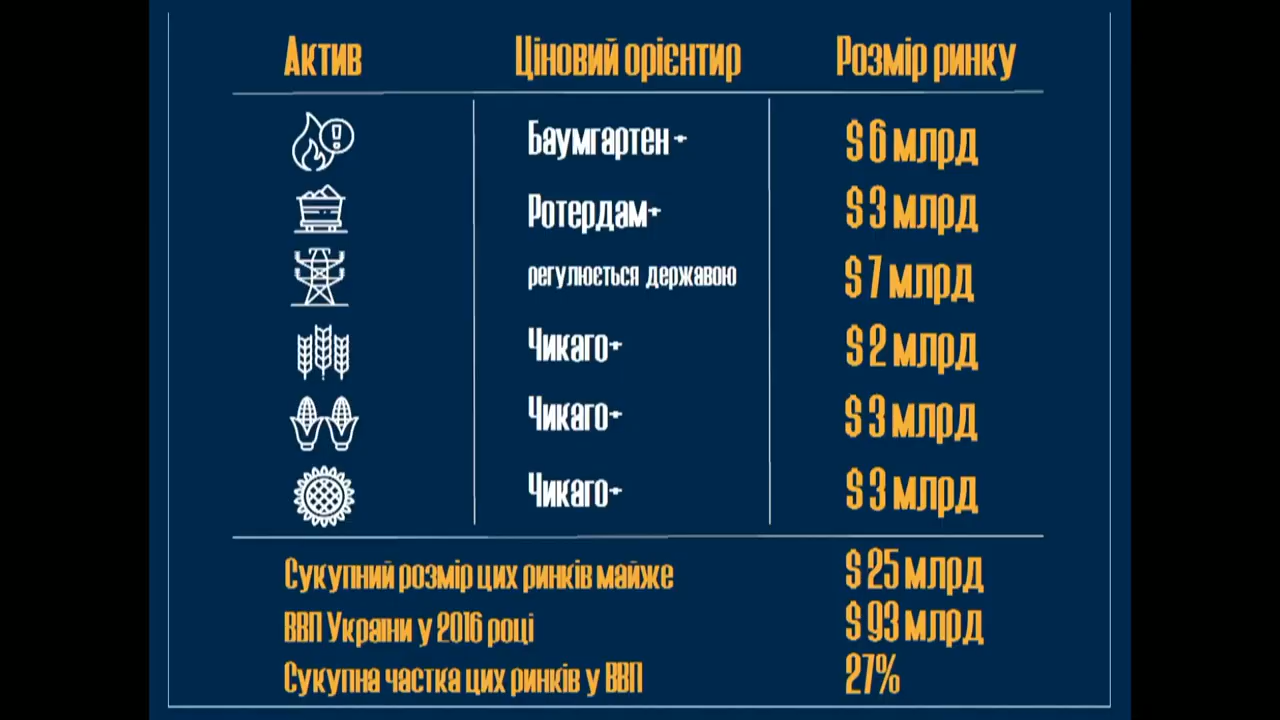 Актив Ціновий орієнтир Розмір ринку
Баумгартен+ $ 6 млрд
Ротердам+ $ 3 млрд
регулюється державою $ 7 млрд
Чикаго+ $ 2 млрд
Чикаго+ $ 3 млрд
Чикаго+ $ 3 млрд
Сукупний розмір цих ринків майже $ 25 млрд
ВВП України у 2016 році $ 93 млрд
Сукупна частка цих ринків у ВВП 27%